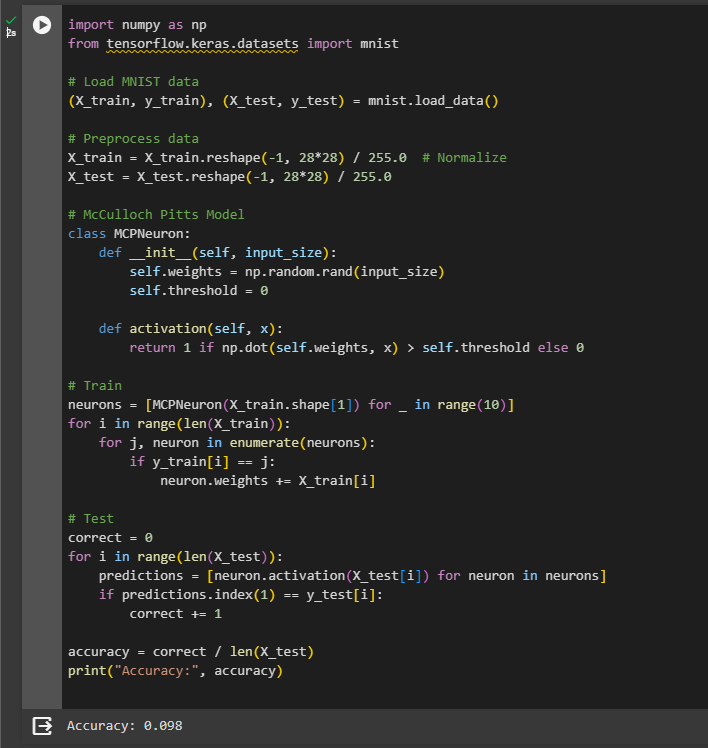 2s
import numpy as np
from tensorflow.keras.datasets import mnist

# Load MNIST data
(X_train, y_train), (X_test, y_test) = mnist.load_data()

# Preprocess data
X_train = X_train.reshape(-1, 28*28) / 255.0  # Normalize
X_test = X_test.reshape(-1, 28*28) / 255.0

# McCulloch Pitts Model
class MCPNeuron:
    def __init__(self, input_size):
        self.weights = np.random.rand(input_size)
        self.threshold = 0

    def activation(self, x):
        return 1 if np.dot(self.weights, x) > self.threshold else 0

# Train
neurons = [MCPNeuron(X_train.shape[1]) for _ in range(10)]
for i in range(len(X_train)):
    for j, neuron in enumerate(neurons):
        if y_train[i] == j:
            neuron.weights += X_train[i]

# Test
correct = 0
for i in range(len(X_test)):
    predictions = [neuron.activation(X_test[i]) for neuron in neurons]
    if predictions.index(1) == y_test[i]:
        correct += 1

accuracy = correct / len(X_test)
print("Accuracy:", accuracy)
Accuracy: 0.098